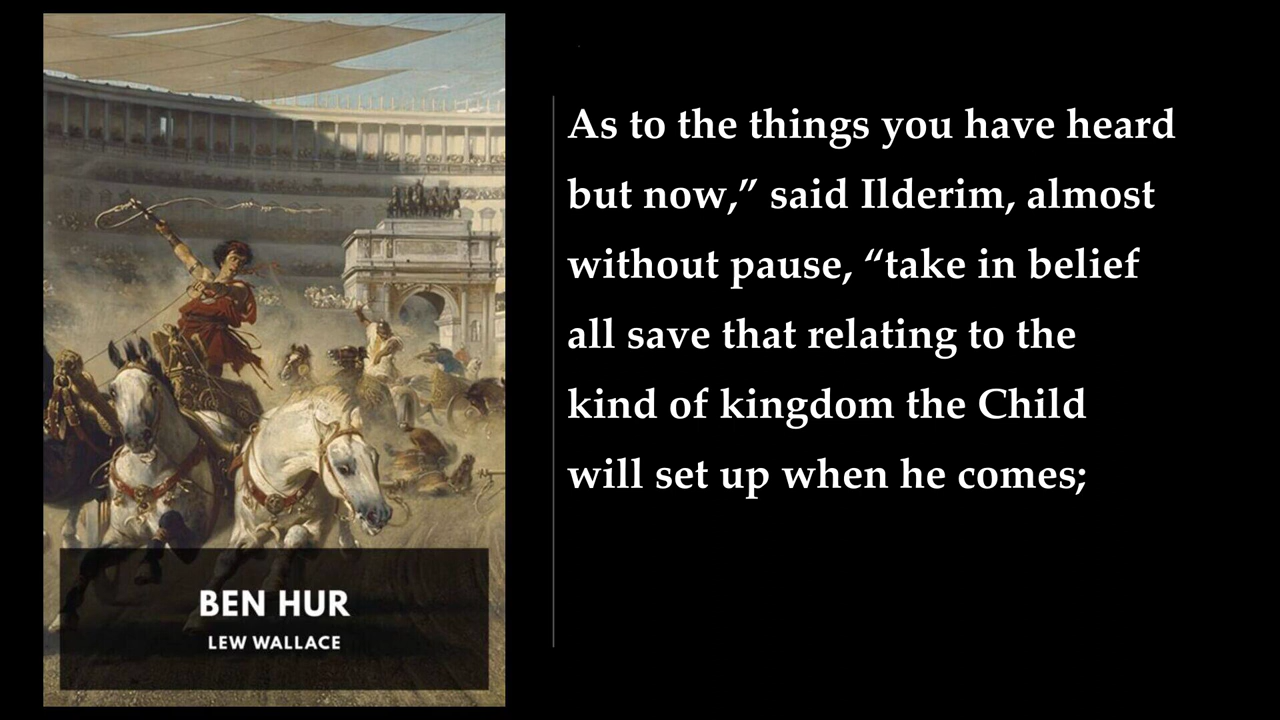 BEN HUR
LEW WALLACE
As to the things you have heard
but now,” said Ilderim, almost
without pause, “take in belief
all save that relating to the
kind of kingdom the Child
will set up when he comes;